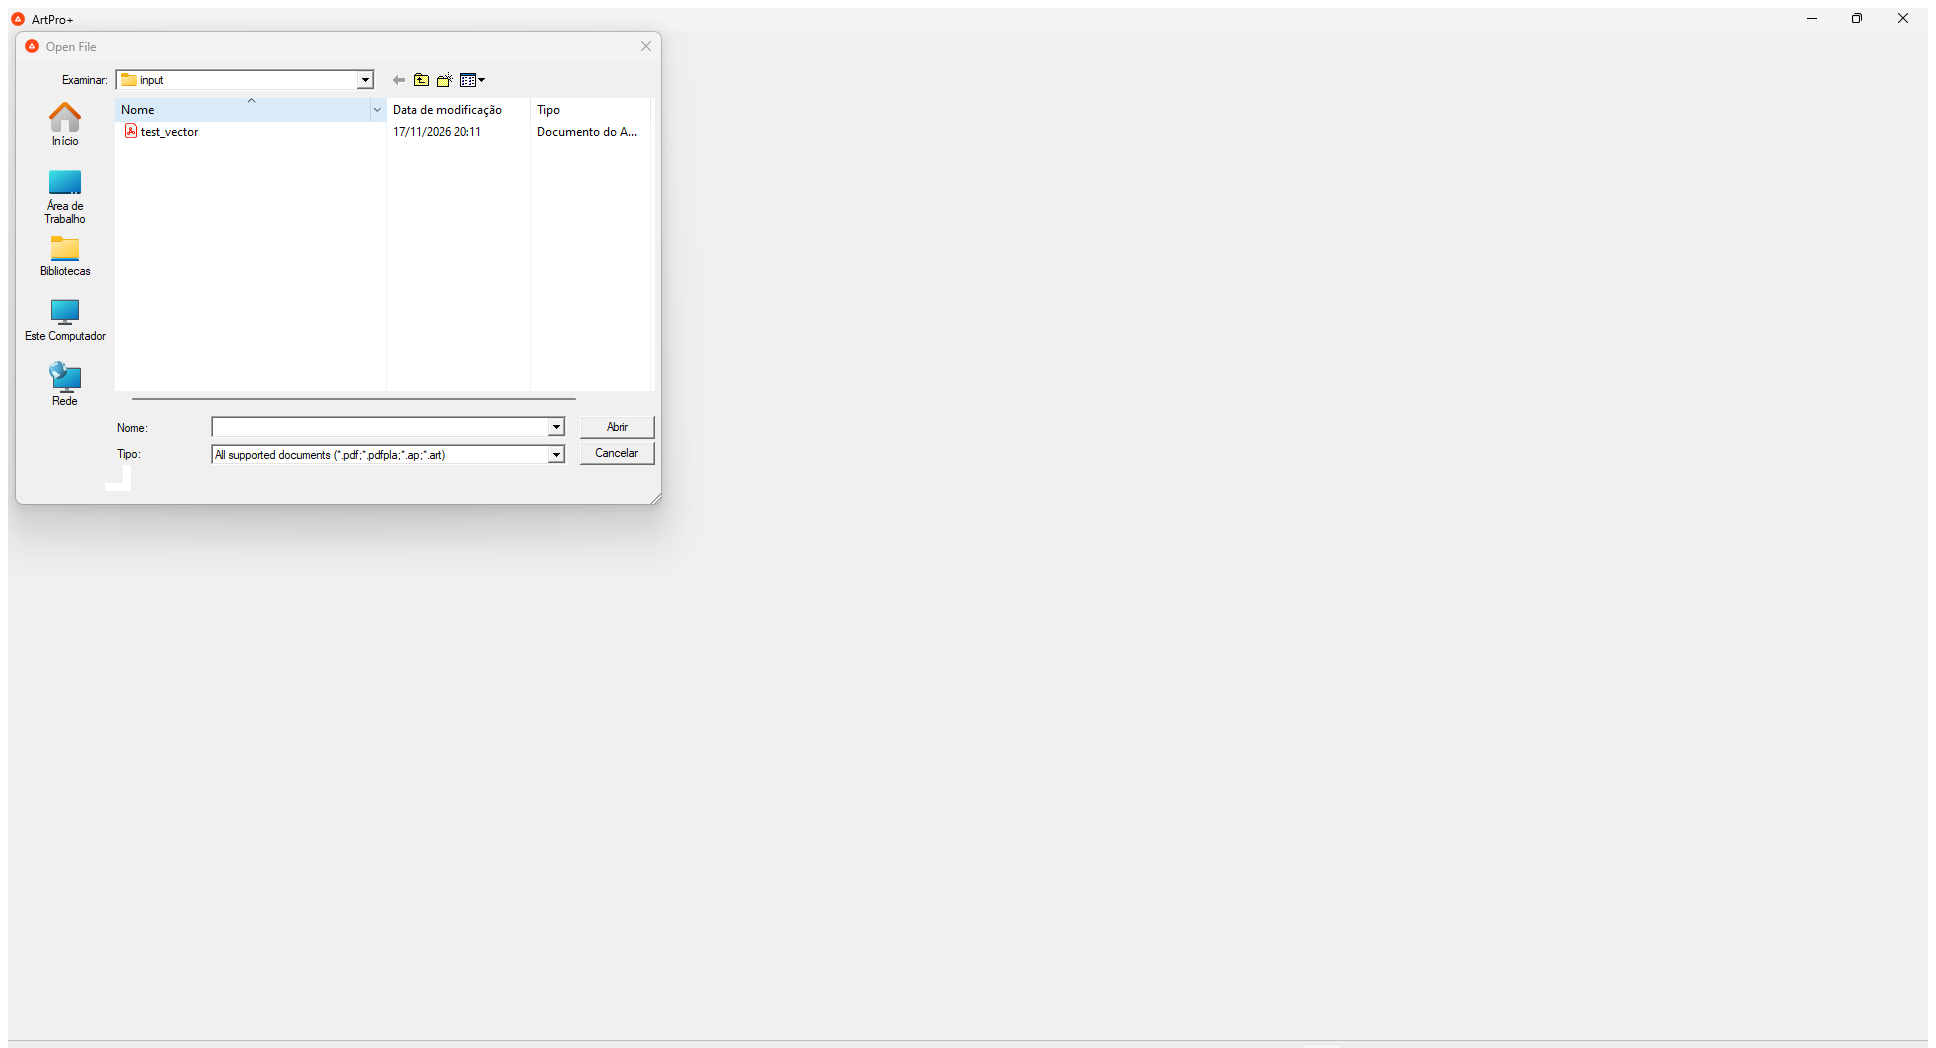 ArtPro+
Open File
Examinar: input
Nome Data de modificação Tipo
test_vector 17/11/2026 20:11 Documento do A...
Início
Área de
Trabalho
Bibliotecas
Este Computador
Rede
Nome: Abrir
Tipo: All supported documents (*.pdf;*.pdfpla;*.ap;*.art) Cancelar